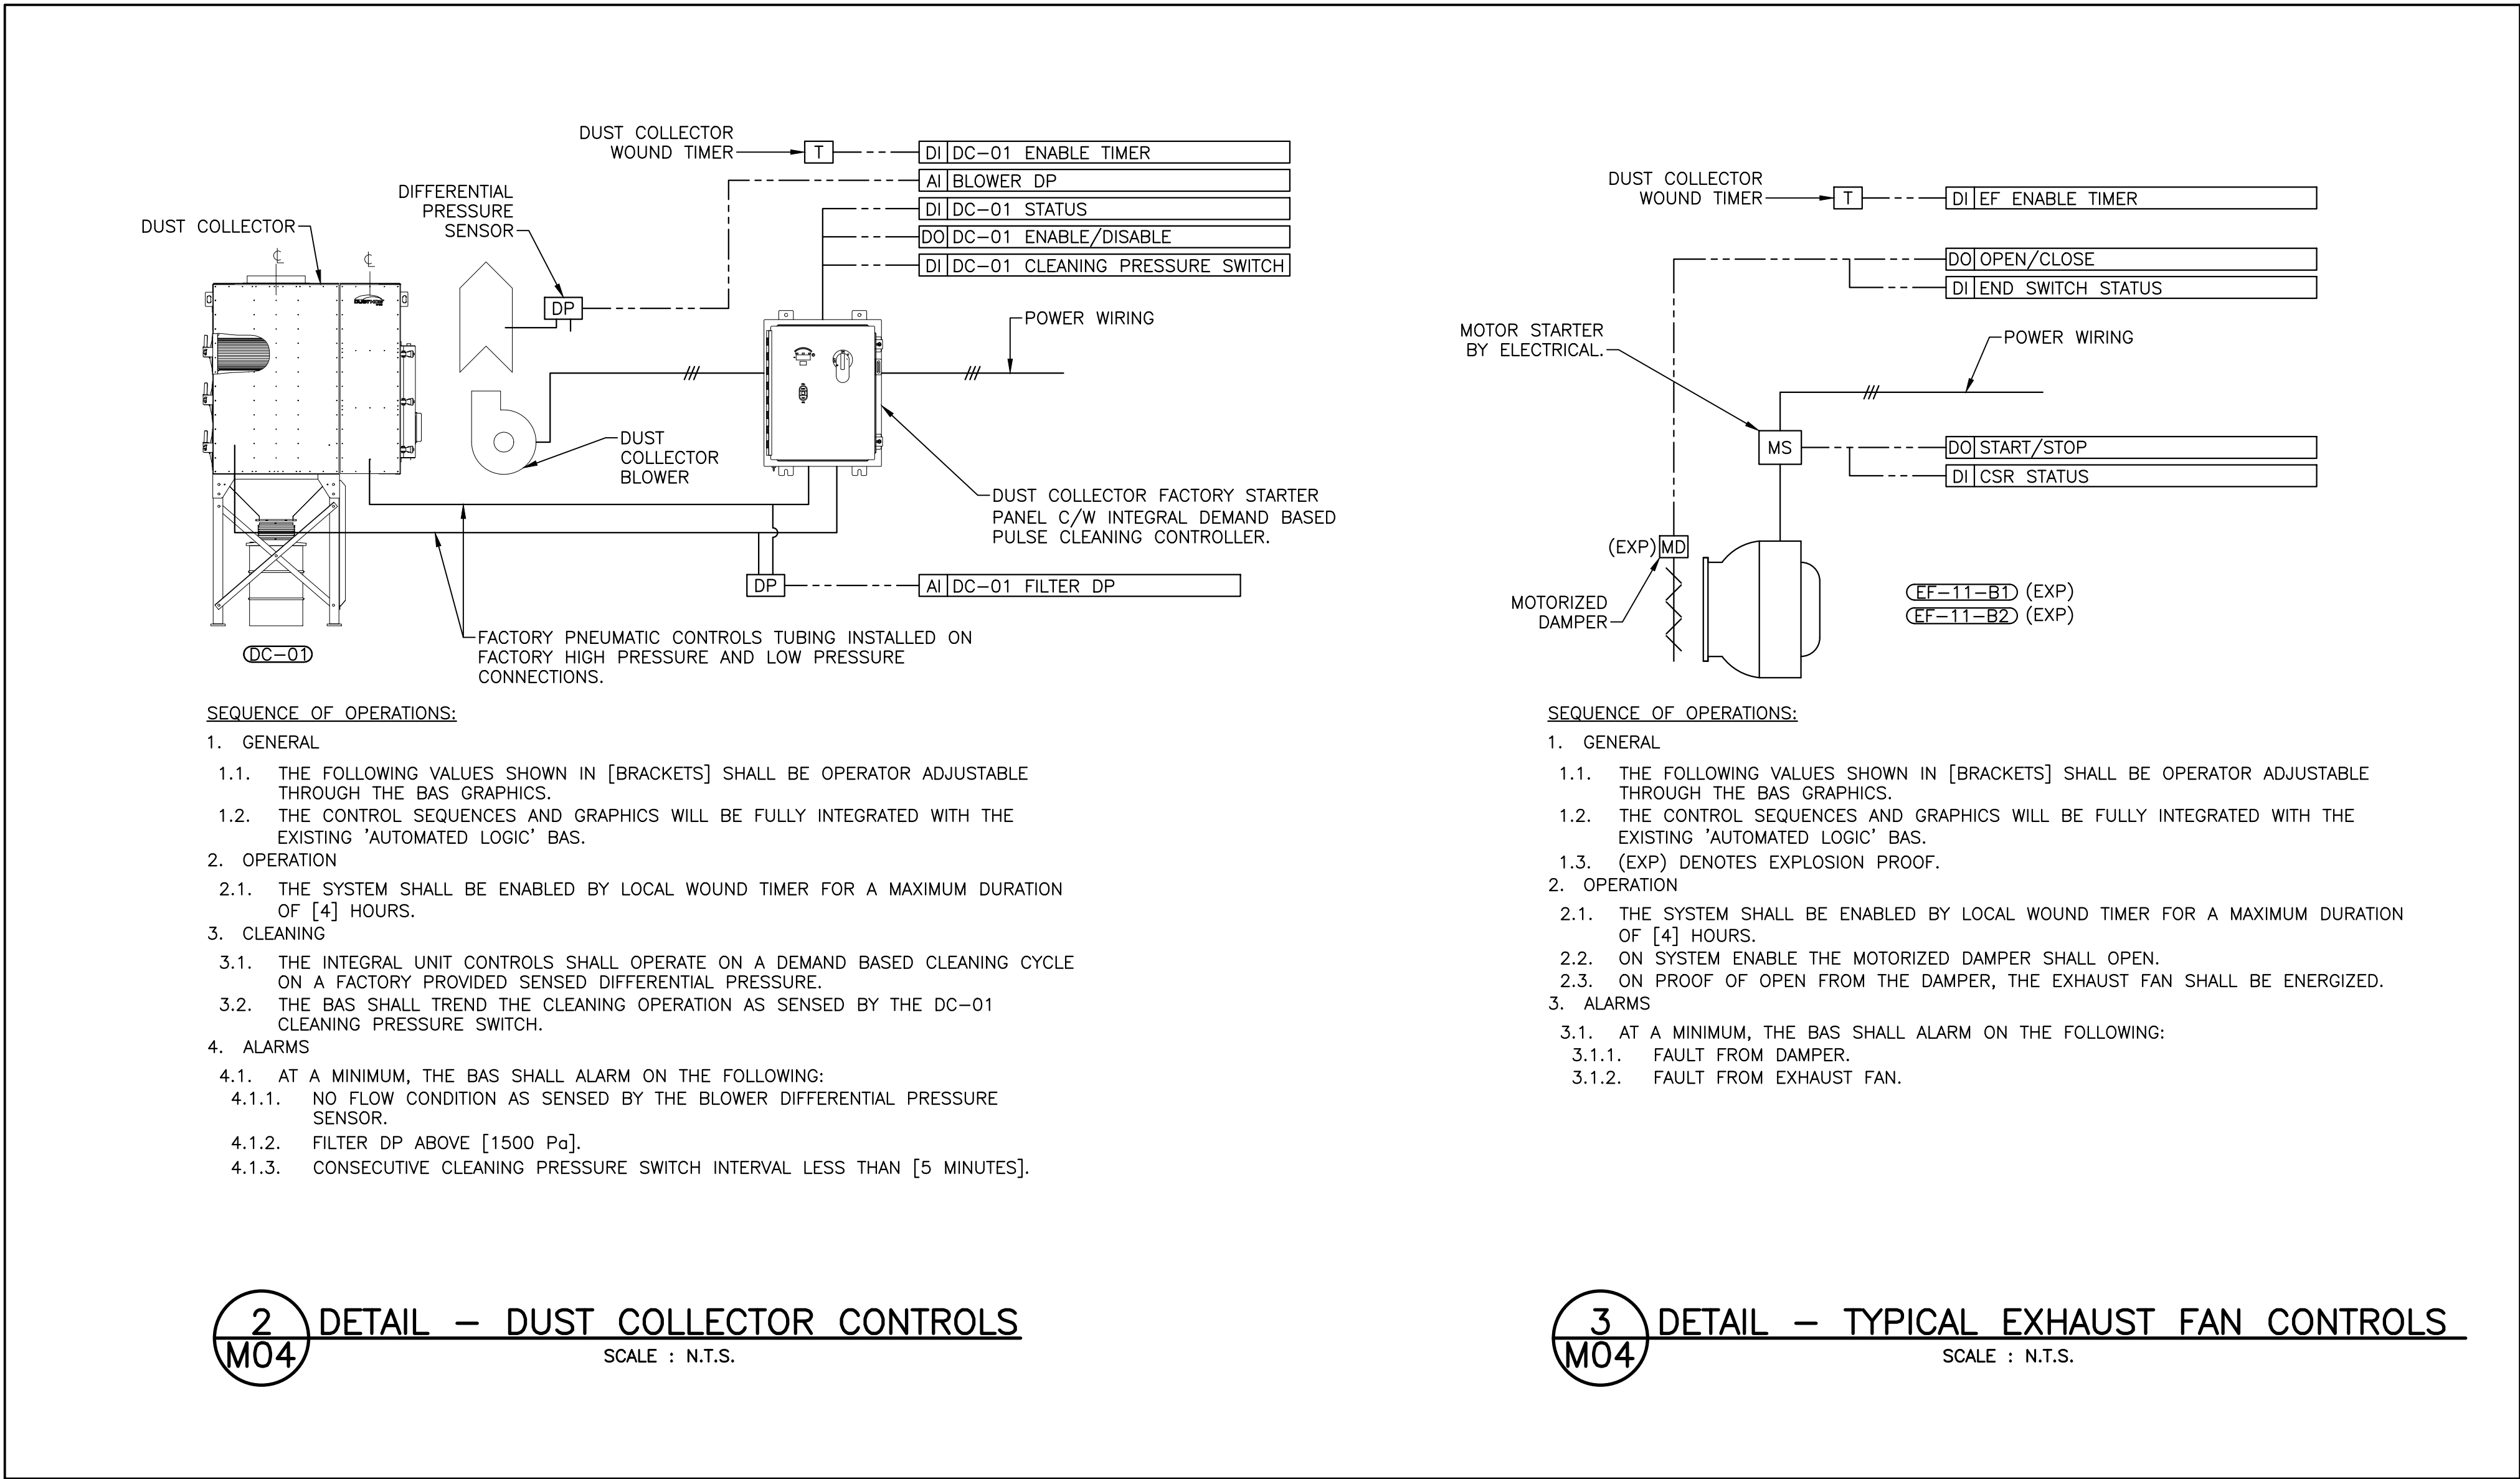 DUST COLLECTOR
WOUND TIMER
T
DI DC-01 ENABLE TIMER
AI BLOWER DP
DI DC-01 STATUS
DO DC-01 ENABLE/DISABLE
DI DC-01 CLEANING PRESSURE SWITCH
DIFFERENTIAL
PRESSURE
SENSOR
DUST COLLECTOR
DP
POWER WIRING
DUST
COLLECTOR
BLOWER
DUST COLLECTOR FACTORY STARTER
PANEL C/W INTEGRAL DEMAND BASED
PULSE CLEANING CONTROLLER.
DP
AI DC-01 FILTER DP
FACTORY PNEUMATIC CONTROLS TUBING INSTALLED ON
FACTORY HIGH PRESSURE AND LOW PRESSURE
CONNECTIONS.
DC-01
SEQUENCE OF OPERATIONS:
1. GENERAL
1.1. THE FOLLOWING VALUES SHOWN IN [BRACKETS] SHALL BE OPERATOR ADJUSTABLE
THROUGH THE BAS GRAPHICS.
1.2. THE CONTROL SEQUENCES AND GRAPHICS WILL BE FULLY INTEGRATED WITH THE
EXISTING 'AUTOMATED LOGIC' BAS.
2. OPERATION
2.1. THE SYSTEM SHALL BE ENABLED BY LOCAL WOUND TIMER FOR A MAXIMUM DURATION
OF [4] HOURS.
3. CLEANING
3.1. THE INTEGRAL UNIT CONTROLS SHALL OPERATE ON A DEMAND BASED CLEANING CYCLE
ON A FACTORY PROVIDED SENSED DIFFERENTIAL PRESSURE.
3.2. THE BAS SHALL TREND THE CLEANING OPERATION AS SENSED BY THE DC-01
CLEANING PRESSURE SWITCH.
4. ALARMS
4.1. AT A MINIMUM, THE BAS SHALL ALARM ON THE FOLLOWING:
4.1.1. NO FLOW CONDITION AS SENSED BY THE BLOWER DIFFERENTIAL PRESSURE
SENSOR.
4.1.2. FILTER DP ABOVE [1500 Pa].
4.1.3. CONSECUTIVE CLEANING PRESSURE SWITCH INTERVAL LESS THAN [5 MINUTES].
2
M04
DETAIL - DUST COLLECTOR CONTROLS
SCALE : N.T.S.
DUST COLLECTOR
WOUND TIMER
T
DI EF ENABLE TIMER
DO OPEN/CLOSE
DI END SWITCH STATUS
MOTOR STARTER
BY ELECTRICAL.
POWER WIRING
MS
DO START/STOP
DI CSR STATUS
(EXP) MD
MOTORIZED
DAMPER
EF-11-B1 (EXP)
EF-11-B2 (EXP)
SEQUENCE OF OPERATIONS:
1. GENERAL
1.1. THE FOLLOWING VALUES SHOWN IN [BRACKETS] SHALL BE OPERATOR ADJUSTABLE
THROUGH THE BAS GRAPHICS.
1.2. THE CONTROL SEQUENCES AND GRAPHICS WILL BE FULLY INTEGRATED WITH THE
EXISTING 'AUTOMATED LOGIC' BAS.
1.3. (EXP) DENOTES EXPLOSION PROOF.
2. OPERATION
2.1. THE SYSTEM SHALL BE ENABLED BY LOCAL WOUND TIMER FOR A MAXIMUM DURATION
OF [4] HOURS.
2.2. ON SYSTEM ENABLE THE MOTORIZED DAMPER SHALL OPEN.
2.3. ON PROOF OF OPEN FROM THE DAMPER, THE EXHAUST FAN SHALL BE ENERGIZED.
3. ALARMS
3.1. AT A MINIMUM, THE BAS SHALL ALARM ON THE FOLLOWING:
3.1.1. FAULT FROM DAMPER.
3.1.2. FAULT FROM EXHAUST FAN.
3
M04
DETAIL - TYPICAL EXHAUST FAN CONTROLS
SCALE : N.T.S.